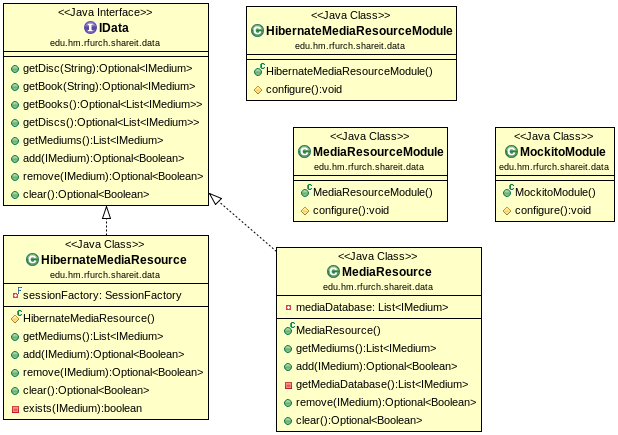 <<Java Interface>>
IData
edu.hm.rfurch.shareit.data
getDisc(String):Optional<IMedium>
getBook(String):Optional<IMedium>
getBooks():Optional<List<IMedium>>
getDiscs():Optional<List<IMedium>>
getMediums():List<IMedium>
add(IMedium):Optional<Boolean>
remove(IMedium):Optional<Boolean>
clear():Optional<Boolean>
<<Java Class>>
HibernateMediaResourceModule
edu.hm.rfurch.shareit.data
HibernateMediaResourceModule()
configure():void
<<Java Class>>
MediaResourceModule
edu.hm.rfurch.shareit.data
MediaResourceModule()
configure():void
<<Java Class>>
MockitoModule
edu.hm.rfurch.shareit.data
MockitoModule()
configure():void
<<Java Class>>
HibernateMediaResource
edu.hm.rfurch.shareit.data
sessionFactory: SessionFactory
HibernateMediaResource()
getMediums():List<IMedium>
add(IMedium):Optional<Boolean>
remove(IMedium):Optional<Boolean>
clear():Optional<Boolean>
exists(IMedium):boolean
<<Java Class>>
MediaResource
edu.hm.rfurch.shareit.data
mediaDatabase: List<IMedium>
MediaResource()
getMediums():List<IMedium>
add(IMedium):Optional<Boolean>
getMediaDatabase():List<IMedium>
remove(IMedium):Optional<Boolean>
clear():Optional<Boolean>